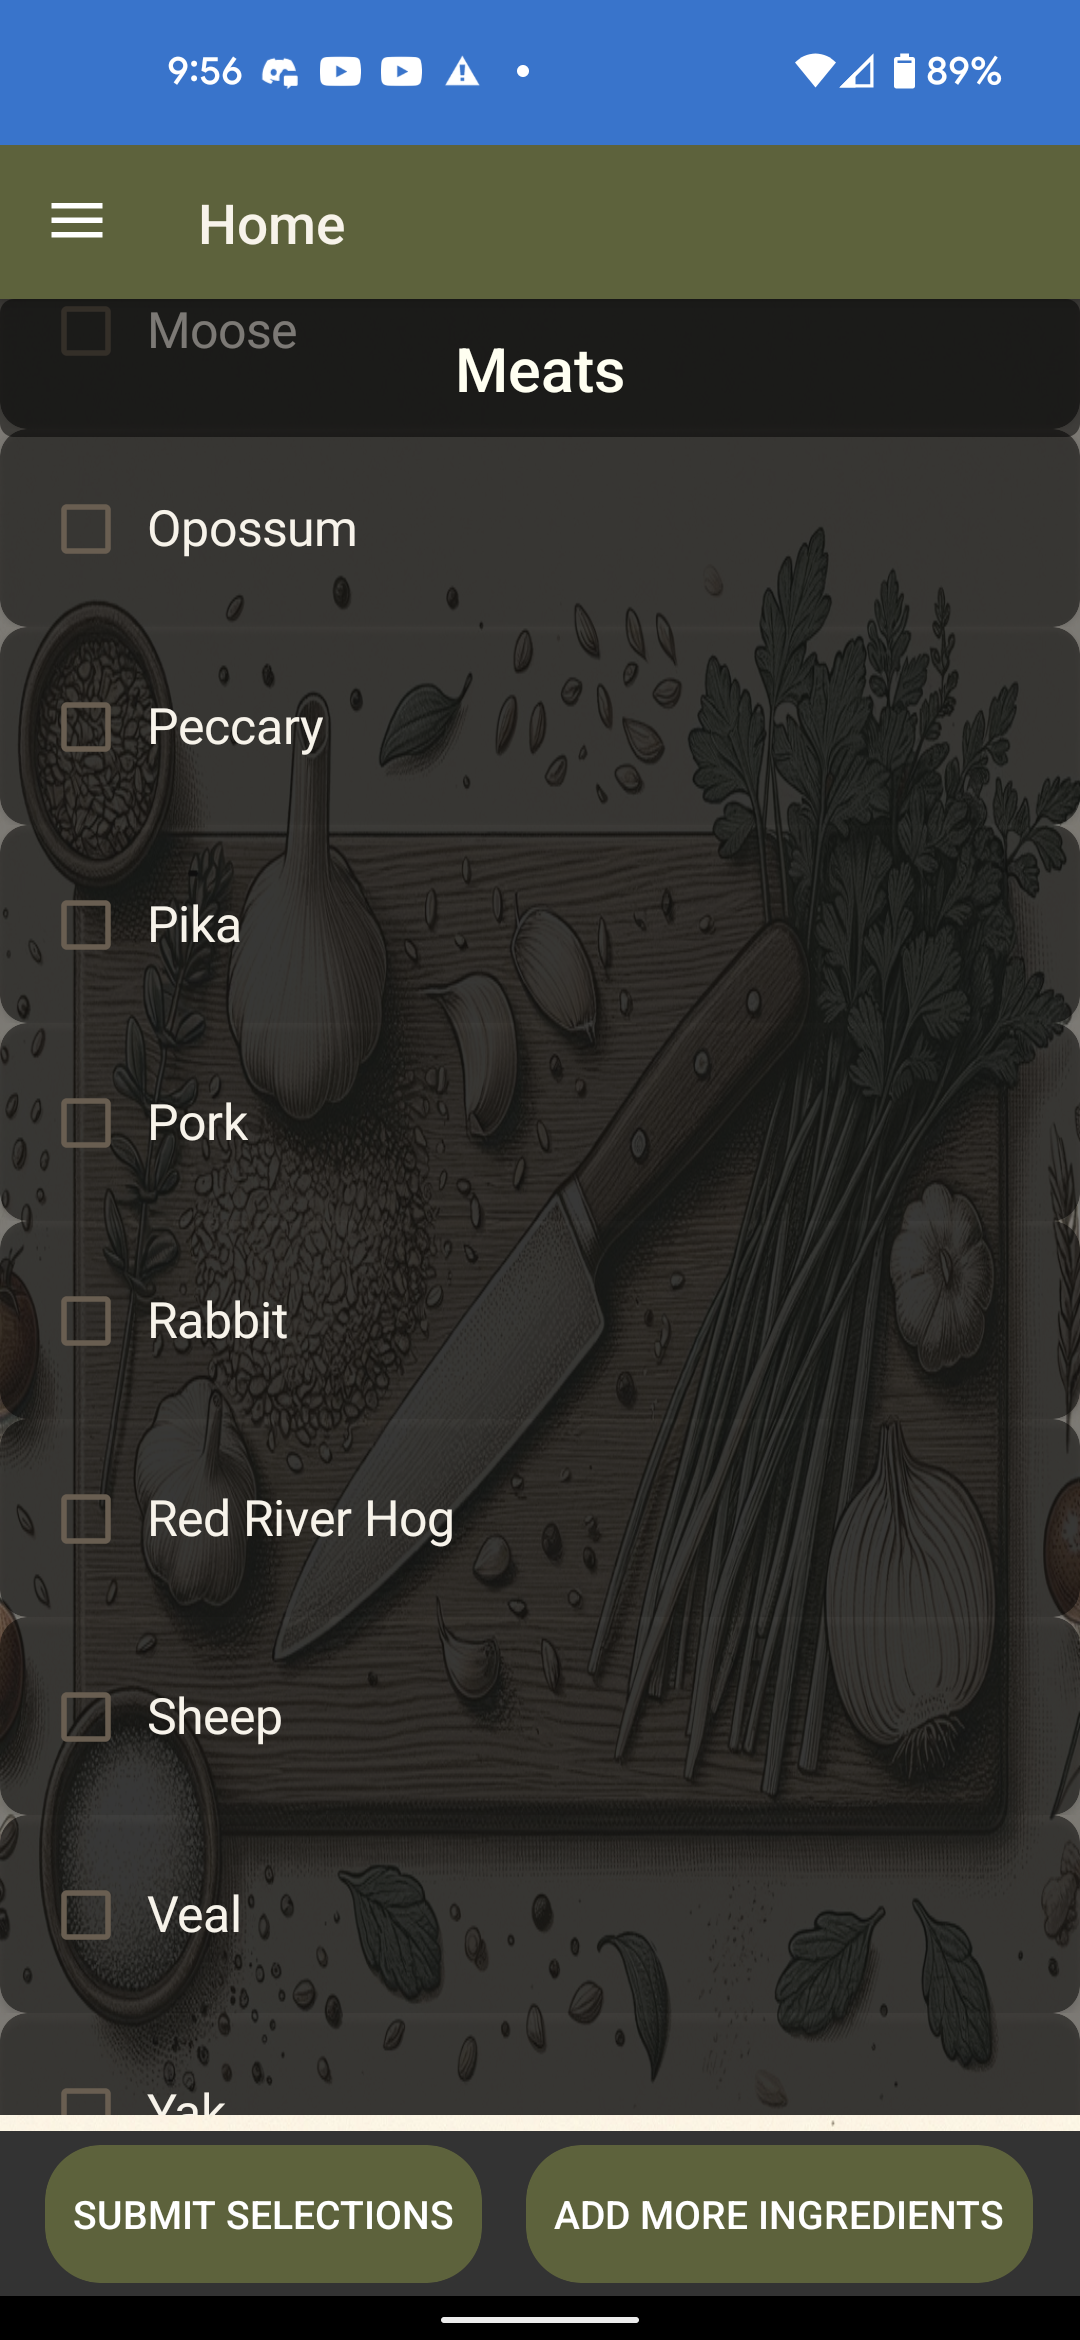 9:56
89%
Home
Moose
Meats
Opossum
Peccary
Pika
Pork
Rabbit
Red River Hog
Sheep
Veal
Yak
SUBMIT SELECTIONS
ADD MORE INGREDIENTS